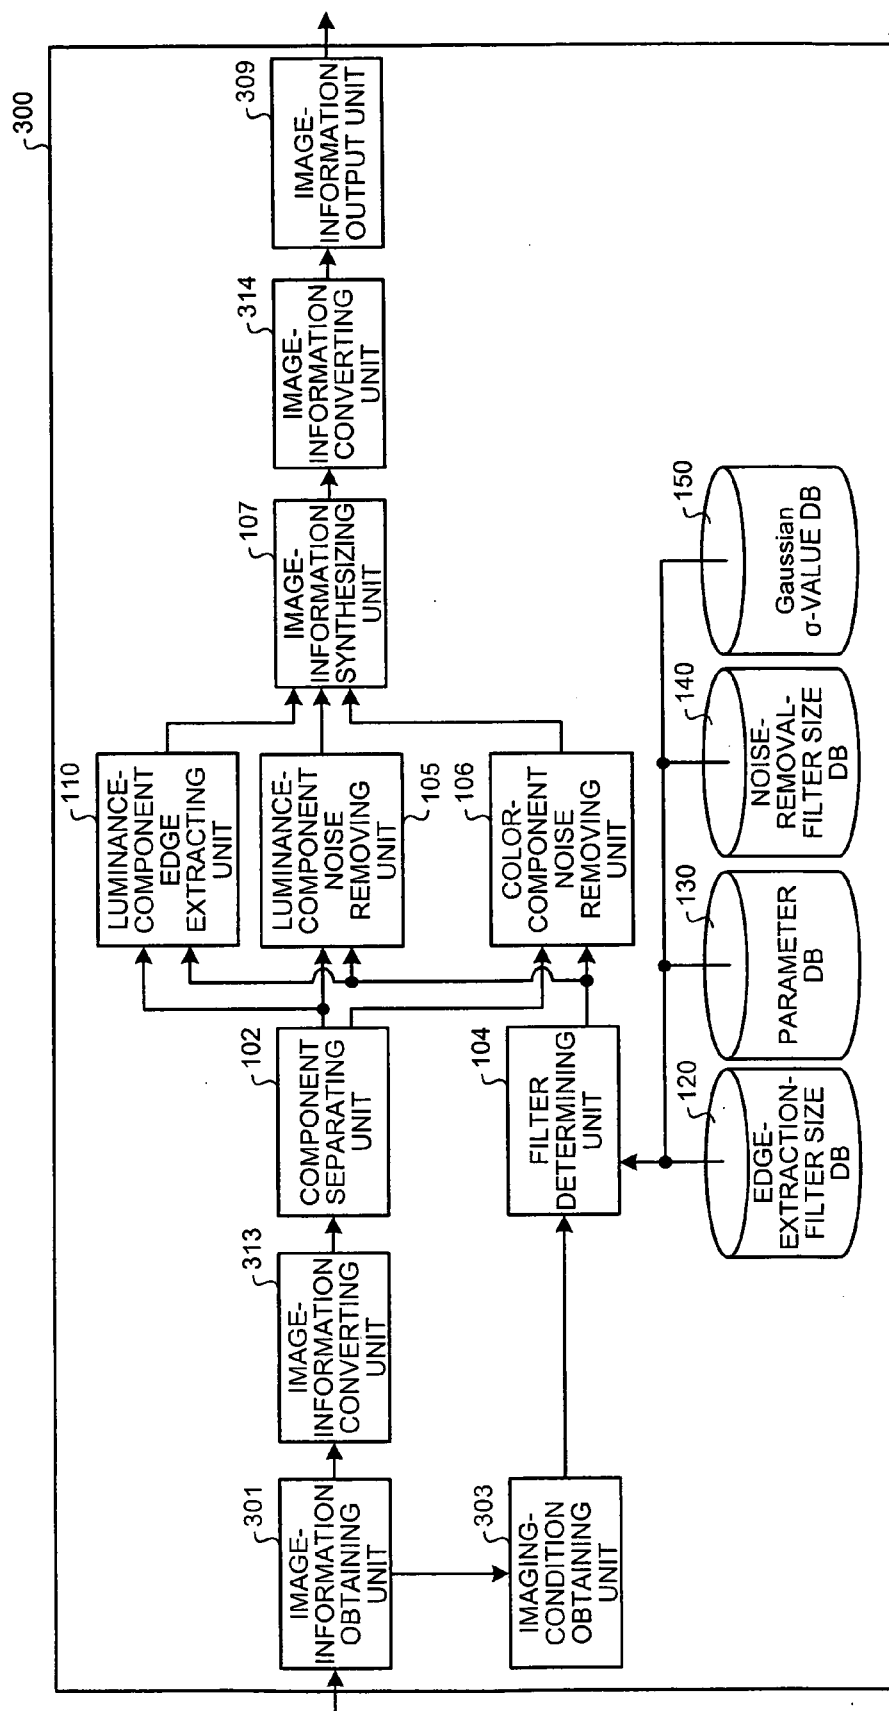 300
301
IMAGE-
INFORMATION
OBTAINING
UNIT
313
IMAGE-
INFORMATION
CONVERTING
UNIT
102
COMPONENT
SEPARATING
UNIT
110
LUMINANCE-
COMPONENT
EDGE
EXTRACTING
UNIT
LUMINANCE-
COMPONENT
NOISE
REMOVING
UNIT
105
106
COLOR-
COMPONENT
NOISE
REMOVING
UNIT
107
IMAGE-
INFORMATION
SYNTHESIZING
UNIT
314
IMAGE-
INFORMATION
CONVERTING
UNIT
309
IMAGE-
INFORMATION
OUTPUT UNIT
303
IMAGING-
CONDITION
OBTAINING
UNIT
104
FILTER
DETERMINING
UNIT
120
EDGE-
EXTRACTION-
FILTER SIZE
DB
130
PARAMETER
DB
140
NOISE-
REMOVAL-
FILTER SIZE
DB
150
Gaussian
σ-VALUE DB